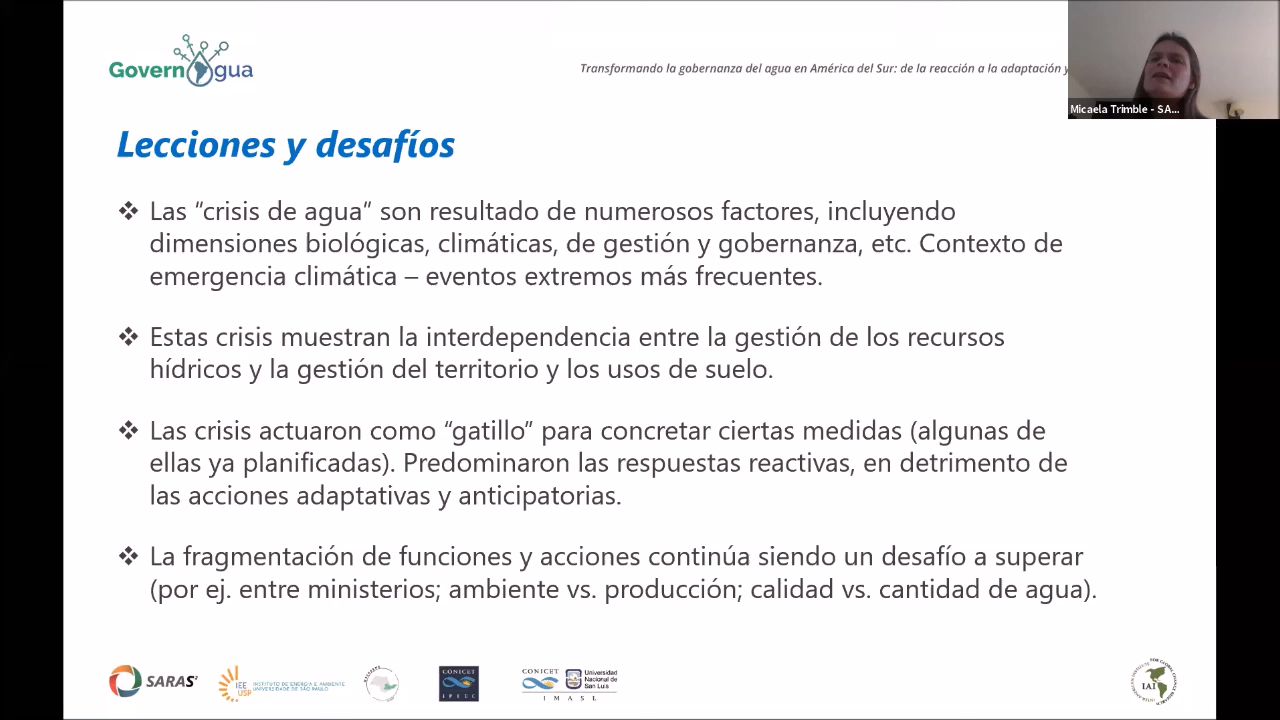 GovernAgua
Transformando la gobernanza del agua en América del Sur: de la reacción a la adaptación y
Micaela Trimble - SA...
Lecciones y desafíos
❖ Las “crisis de agua” son resultado de numerosos factores, incluyendo
dimensiones biológicas, climáticas, de gestión y gobernanza, etc. Contexto de
emergencia climática – eventos extremos más frecuentes.
❖ Estas crisis muestran la interdependencia entre la gestión de los recursos
hídricos y la gestión del territorio y los usos de suelo.
❖ Las crisis actuaron como “gatillo” para concretar ciertas medidas (algunas de
ellas ya planificadas). Predominaron las respuestas reactivas, en detrimento de
las acciones adaptativas y anticipatorias.
❖ La fragmentación de funciones y acciones continúa siendo un desafío a superar
(por ej. entre ministerios; ambiente vs. producción; calidad vs. cantidad de agua).
SARAS²
IEE
USP
INSTITUTO DE ENERGIA E AMBIENTE
UNIVERSIDADE DE SÃO PAULO
CONICET
CONICET
Universidad
Nacional de
San Luis
I M A S L
IAI